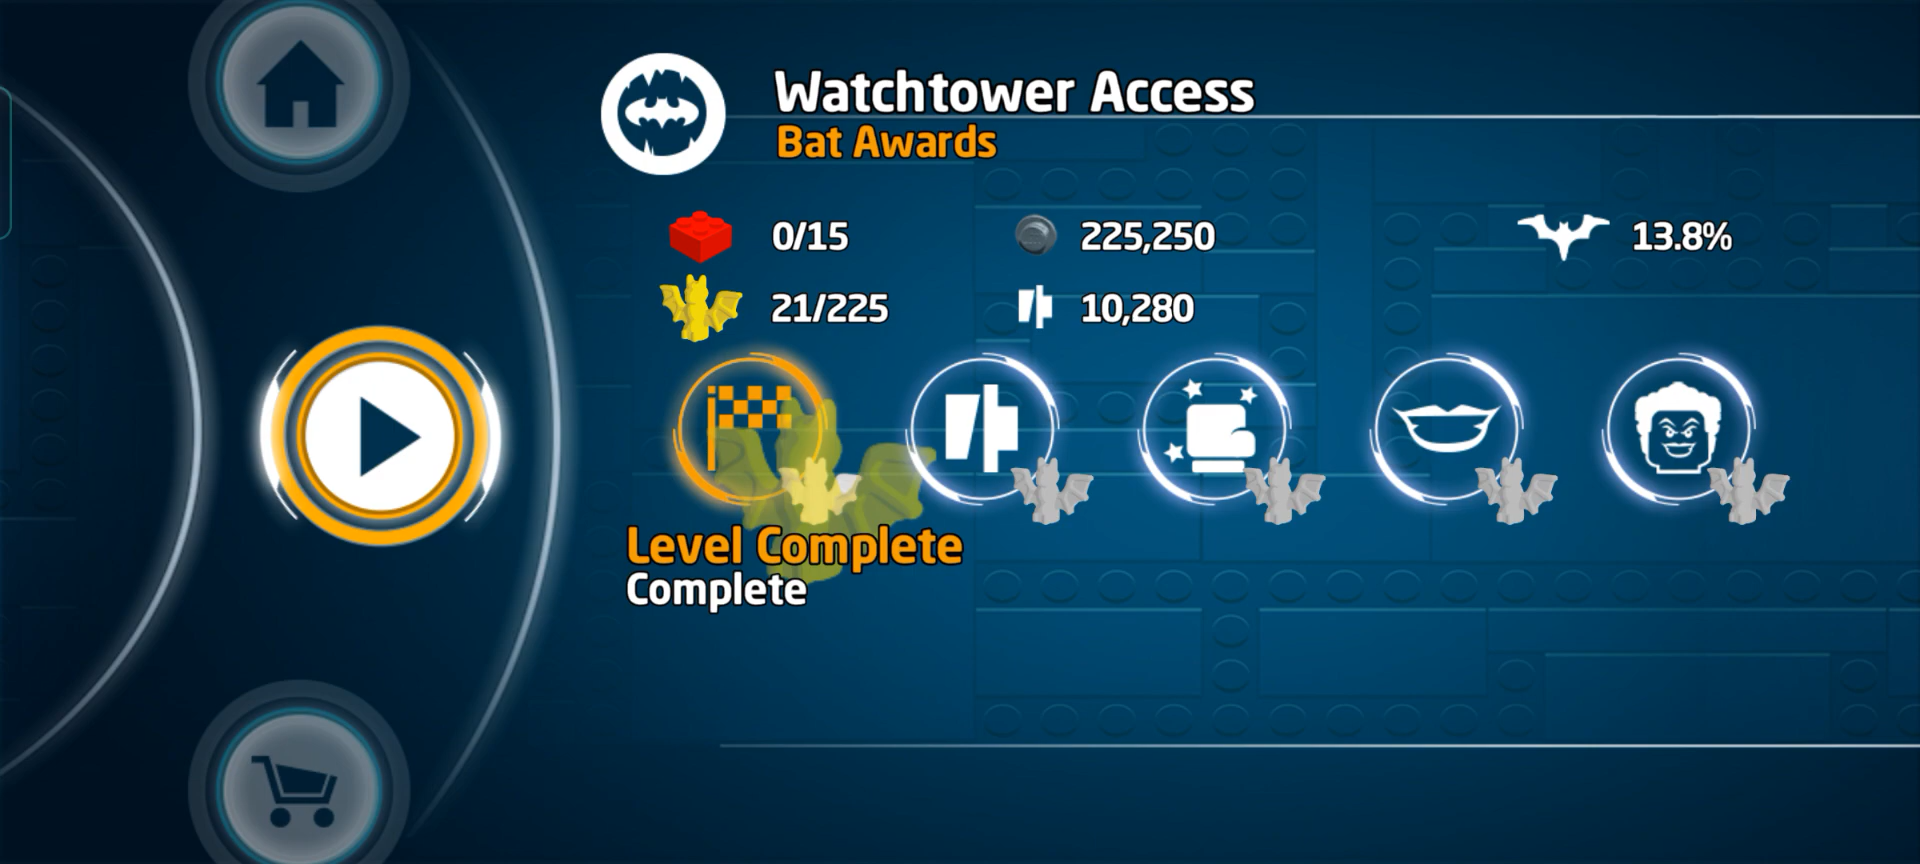 Watchtower Access
Bat Awards
0/15
225,250
13.8%
21/225
10,280
Level Complete
Complete